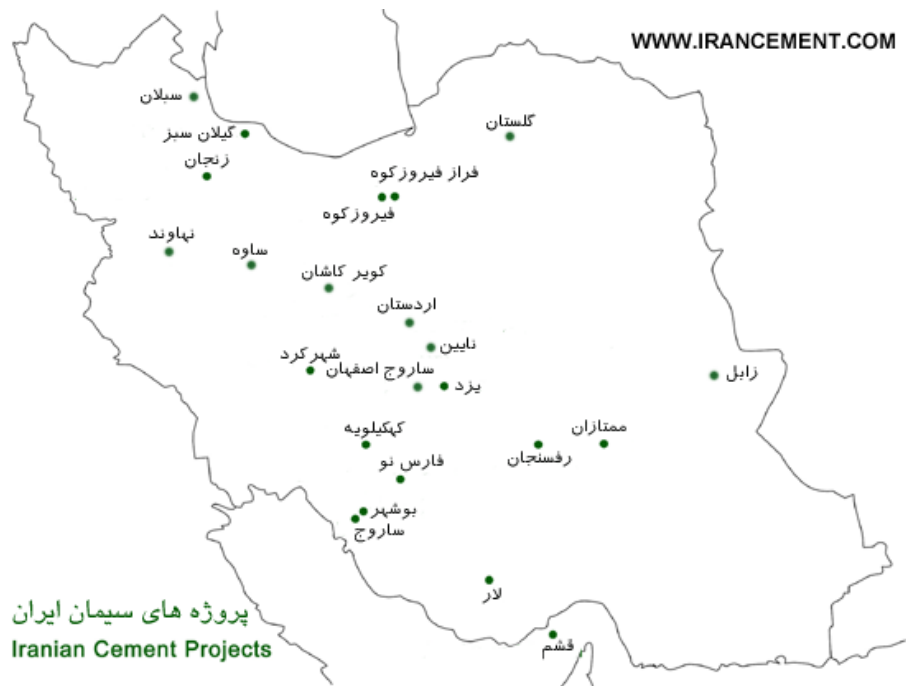 WWW.IRANCEMENT.COM
سبلان
گیلان سبز
گلستان
زنجان
فراز فیروزکوه
فیروزکوه
نهاوند
ساوه
کویر کاشان
اردستان
نایین
شهرکرد
ساروج اصفهان
یزد
زابل
کهکیلویه
ممتازان
رفسنجان
فارس نو
بوشهر
ساروج
لار
قشم
پروژه های سیمان ایران
Iranian Cement Projects